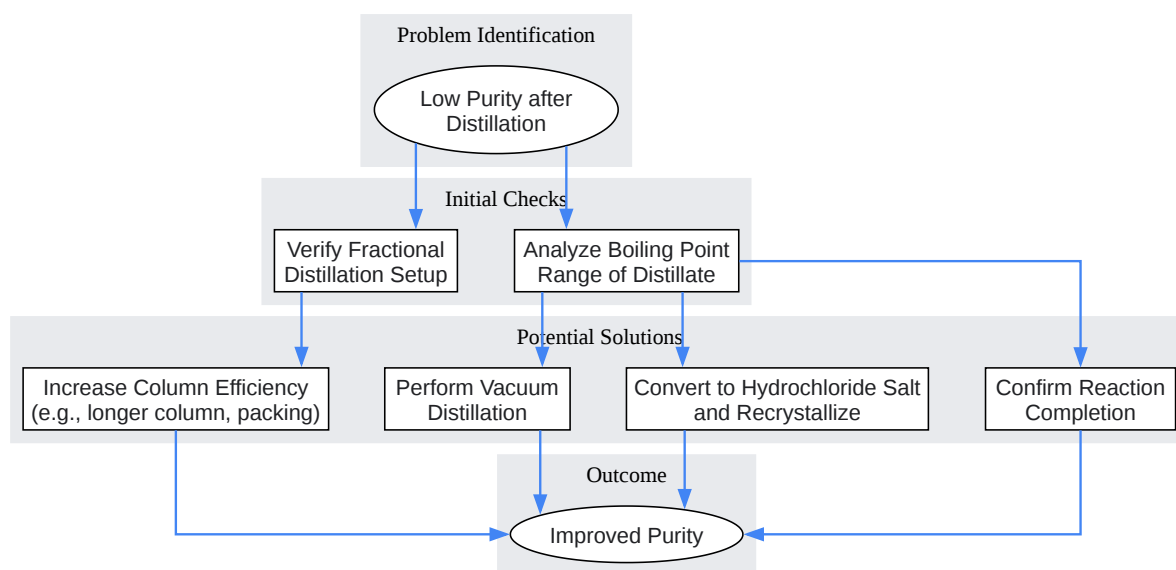 Problem Identification
Low Purity after
Distillation
Initial Checks
Verify Fractional
Distillation Setup
Analyze Boiling Point
Range of Distillate
Potential Solutions
Increase Column Efficiency
(e.g., longer column, packing)
Perform Vacuum
Distillation
Convert to Hydrochloride Salt
and Recrystallize
Confirm Reaction
Completion
Outcome
Improved Purity